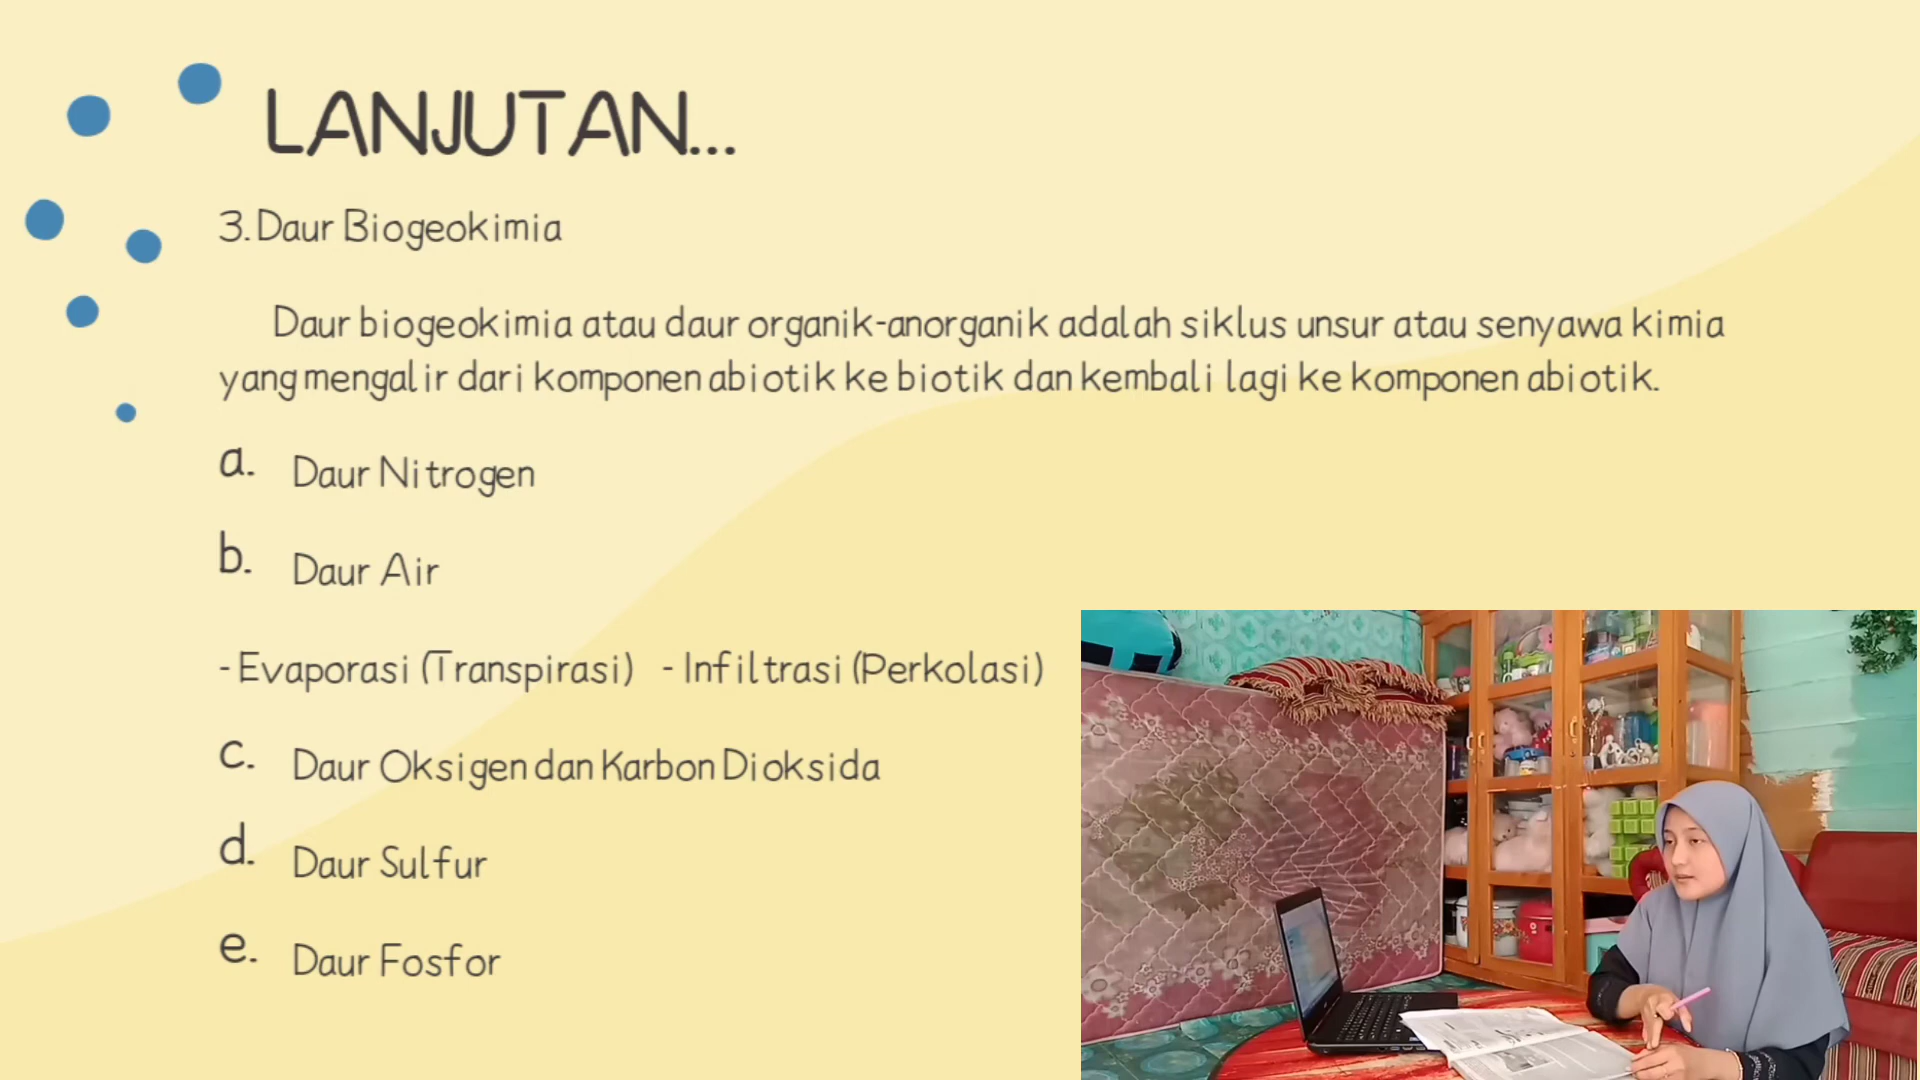 LANJUTAN...
3. Daur Biogeokimia
Daur biogeokimia atau daur organik-anorganik adalah siklus unsur atau senyawa kimia
yang mengalir dari komponen abiotik ke biotik dan kembali lagi ke komponen abiotik.
a. Daur Nitrogen
b. Daur Air
- Evaporasi (Transpirasi) - Infiltrasi (Perkolasi)
c. Daur Oksigen dan Karbon Dioksida
d. Daur Sulfur
e. Daur Fosfor